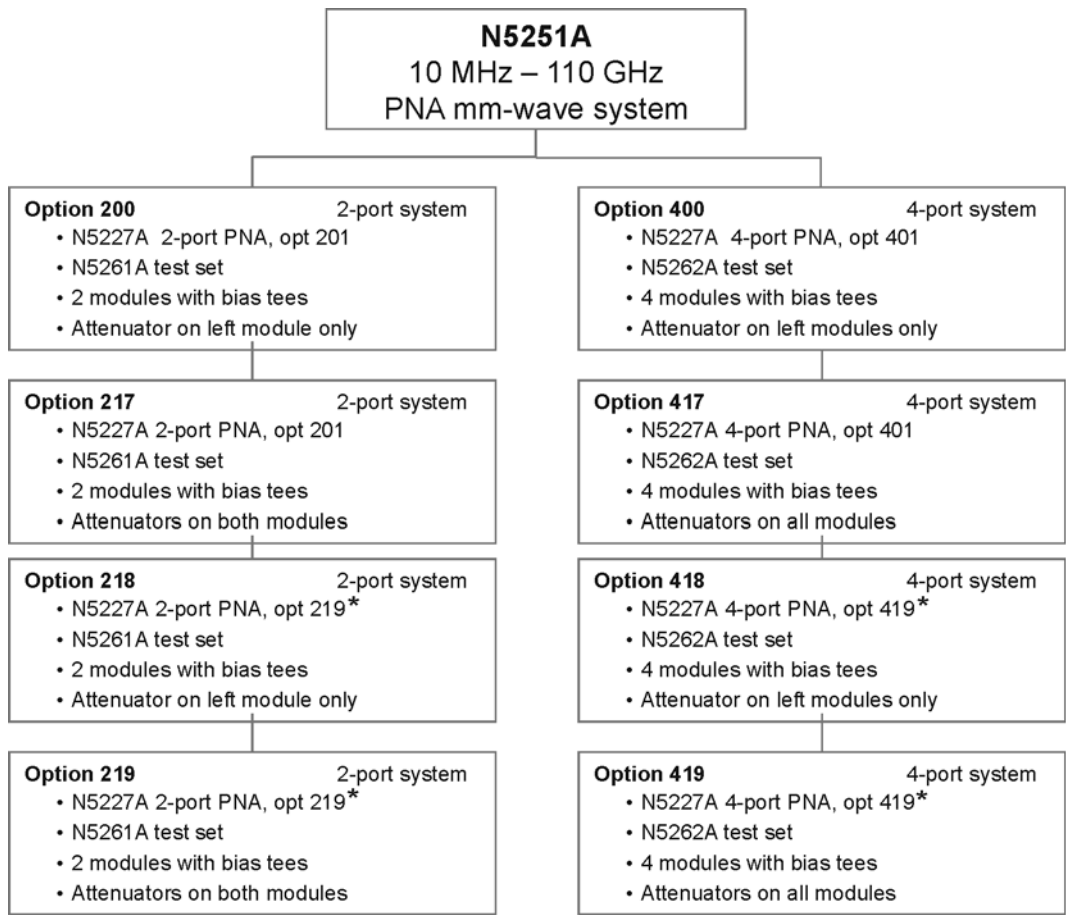 N5251A
10 MHz – 110 GHz
PNA mm-wave system
Option 200 2-port system
• N5227A 2-port PNA, opt 201
• N5261A test set
• 2 modules with bias tees
• Attenuator on left module only
Option 217 2-port system
• N5227A 2-port PNA, opt 201
• N5261A test set
• 2 modules with bias tees
• Attenuators on both modules
Option 218 2-port system
• N5227A 2-port PNA, opt 219*
• N5261A test set
• 2 modules with bias tees
• Attenuator on left module only
Option 219 2-port system
• N5227A 2-port PNA, opt 219*
• N5261A test set
• 2 modules with bias tees
• Attenuators on both modules
Option 400 4-port system
• N5227A 4-port PNA, opt 401
• N5262A test set
• 4 modules with bias tees
• Attenuator on left modules only
Option 417 4-port system
• N5227A 4-port PNA, opt 401
• N5262A test set
• 4 modules with bias tees
• Attenuators on all modules
Option 418 4-port system
• N5227A 4-port PNA, opt 419*
• N5262A test set
• 4 modules with bias tees
• Attenuator on left modules only
Option 419 4-port system
• N5227A 4-port PNA, opt 419*
• N5262A test set
• 4 modules with bias tees
• Attenuators on all modules